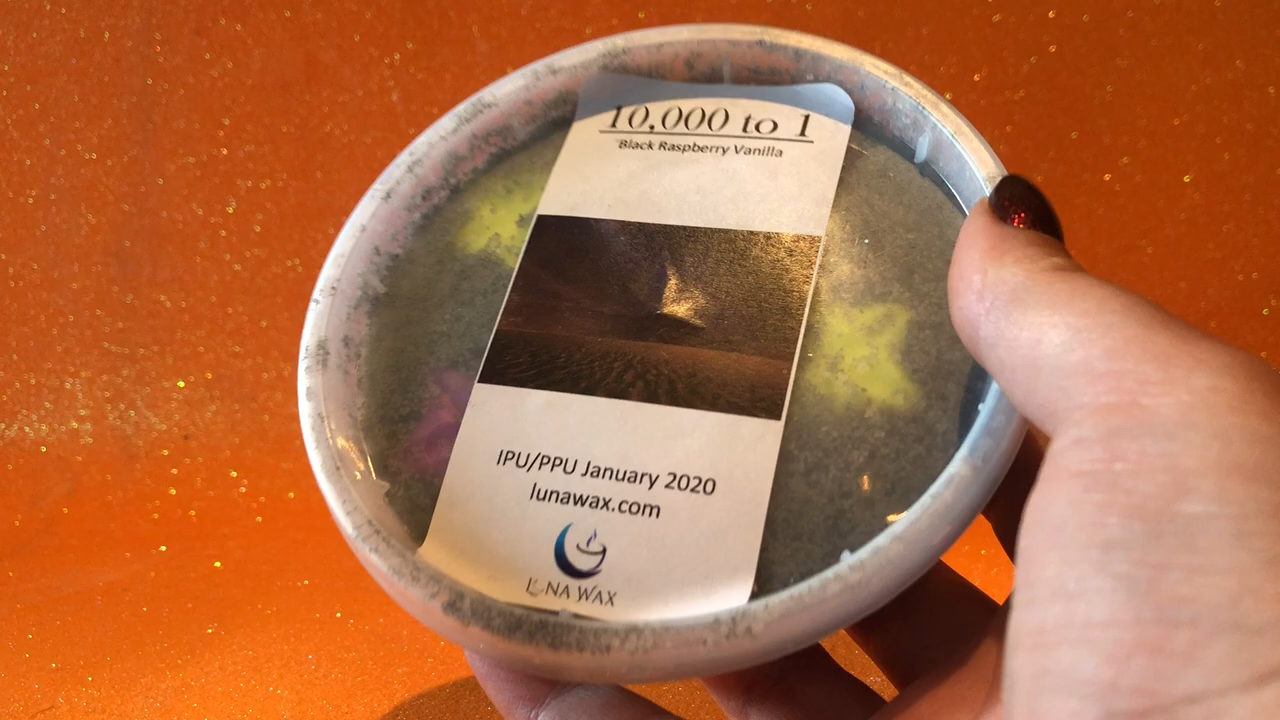 10,000 to 1
Black Raspberry Vanilla
IPU/PPU January 2020
lunawax.com
LUNA WAX